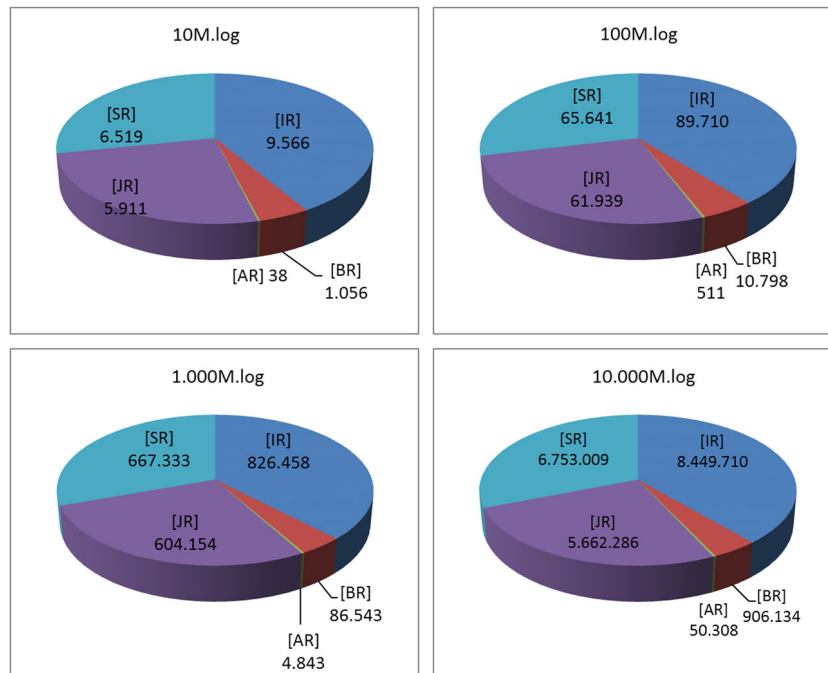 10M.log
[SR]
6.519
[IR]
9.566
[JR]
5.911
[AR] 38
[BR]
1.056
100M.log
[SR]
65.641
[IR]
89.710
[JR]
61.939
[AR]
511
[BR]
10.798
1.000M.log
[SR]
667.333
[IR]
826.458
[JR]
604.154
[BR]
86.543
[AR]
4.843
10.000M.log
[SR]
6.753.009
[IR]
8.449.710
[JR]
5.662.286
[AR]
50.308
[BR]
906.134